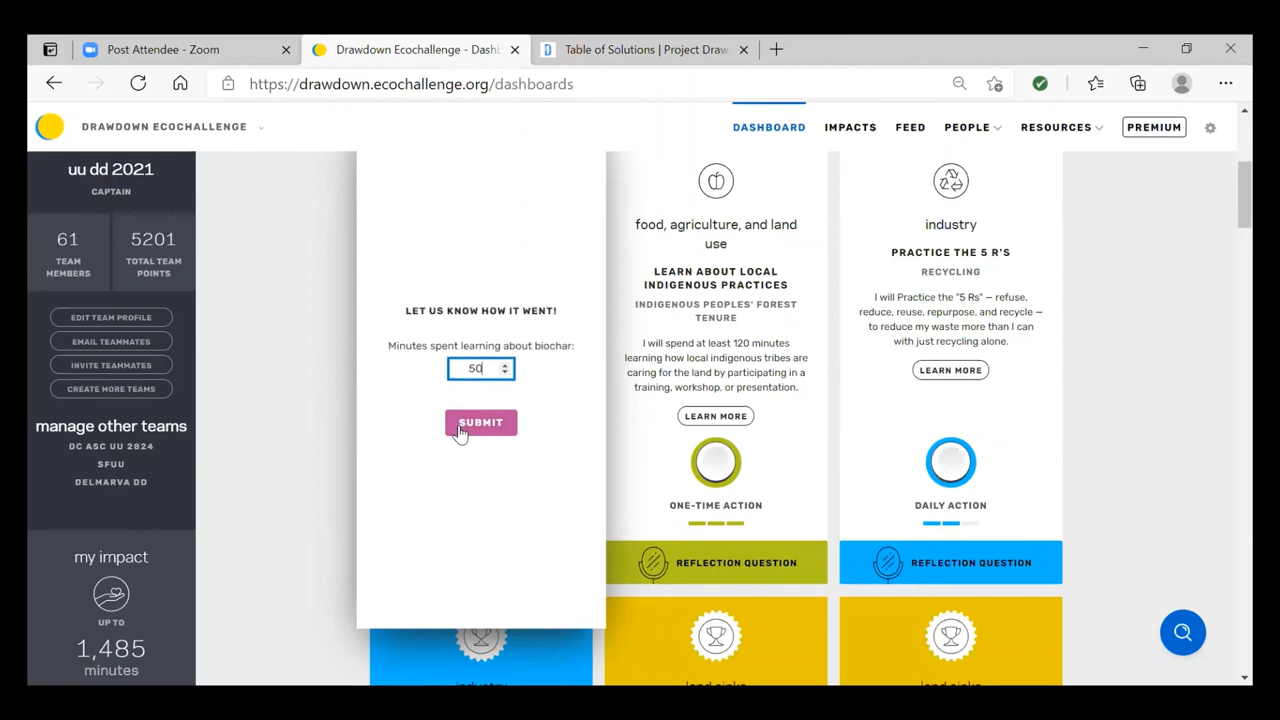 Post Attendee - Zoom
Drawdown Ecochallenge - Dashb
Table of Solutions | Project Draw
https://drawdown.ecochallenge.org/dashboards
DRAWDOWN ECOCHALLENGE
DASHBOARD
IMPACTS
FEED
PEOPLE
RESOURCES
PREMIUM
uu dd 2021
CAPTAIN
61
TEAM
MEMBERS
5201
TOTAL TEAM
POINTS
EDIT TEAM PROFILE
EMAIL TEAMMATES
INVITE TEAMMATES
CREATE MORE TEAMS
manage other teams
DC ASC UU 2024
SFUU
DELMARVA DD
my impact
UP TO
1,485
minutes
LET US KNOW HOW IT WENT!
Minutes spent learning about biochar:
50
SUBMIT
food, agriculture, and land
use
LEARN ABOUT LOCAL
INDIGENOUS PRACTICES
INDIGENOUS PEOPLES' FOREST
TENURE
I will spend at least 120 minutes
learning how local indigenous tribes are
caring for the land by participating in a
training, workshop, or presentation.
LEARN MORE
ONE-TIME ACTION
REFLECTION QUESTION
industry
PRACTICE THE 5 R'S
RECYCLING
I will Practice the "5 Rs" — refuse,
reduce, reuse, repurpose, and recycle —
to reduce my waste more than I can
with just recycling alone.
LEARN MORE
DAILY ACTION
REFLECTION QUESTION
industry
land sinks
land sinks